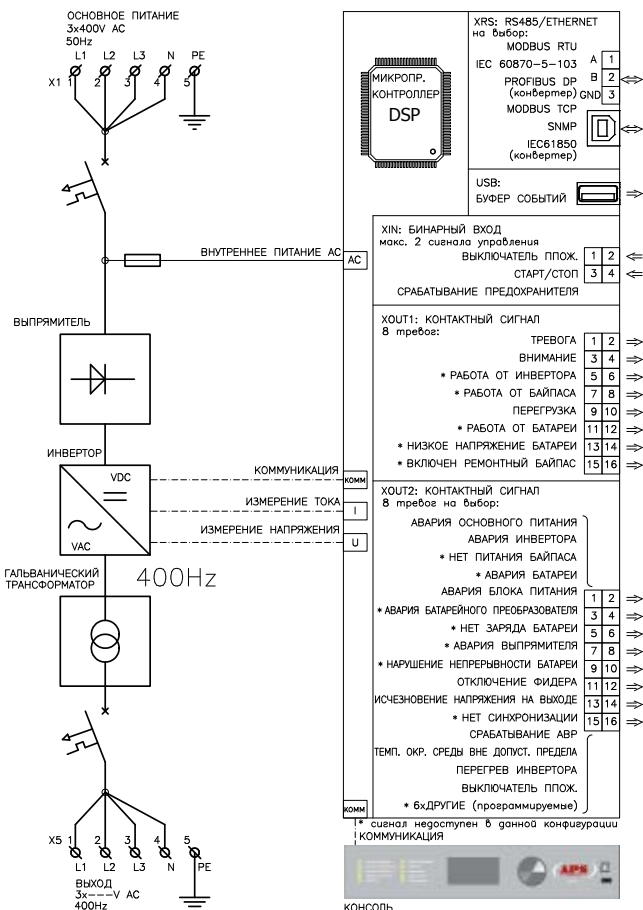 ОСНОВНОЕ ПИТАНИЕ
3x400V AC
50Hz
L1 L2 L3 N PE
X1 1 2 3 4 5
ВНУТРЕННЕЕ ПИТАНИЕ AC
AC
ВЫПРЯМИТЕЛЬ
ИНВЕРТОР
VDC
VAC
КОММУНИКАЦИЯ
КОММ
ИЗМЕРЕНИЕ ТОКА
I
ИЗМЕРЕНИЕ НАПРЯЖЕНИЯ
U
ГАЛЬВАНИЧЕСКИЙ
ТРАНСФОРМАТОР
400Hz
X5 1 2 3 4 5
L1 L2 L3 N PE
ВЫХОД
3x---V AC
400Hz
МИКРОПР.
КОНТРОЛЛЕР
DSP
XRS: RS485/ETHERNET
на выбор:
MODBUS RTU
IEC 60870-5-103
PROFIBUS DP
(конвертер)
A 1
B 2
GND 3
MODBUS TCP
SNMP
IEC61850
(конвертер)
USB:
БУФЕР СОБЫТИЙ
XIN: БИНАРНЫЙ ВХОД
макс. 2 сигнала управления
ВЫКЛЮЧАТЕЛЬ ППОЖ. 1 2
СТАРТ/СТОП 3 4
СРАБАТЫВАНИЕ ПРЕДОХРАНИТЕЛЯ
XOUT1: КОНТАКТНЫЙ СИГНАЛ
8 тревог:
ТРЕВОГА 1 2
ВНИМАНИЕ 3 4
* РАБОТА ОТ ИНВЕРТОРА 5 6
* РАБОТА ОТ БАЙПАСА 7 8
ПЕРЕГРУЗКА 9 10
* РАБОТА ОТ БАТАРЕИ 11 12
* НИЗКОЕ НАПРЯЖЕНИЕ БАТАРЕИ 13 14
* ВКЛЮЧЕН РЕМОНТНЫЙ БАЙПАС 15 16
XOUT2: КОНТАКТНЫЙ СИГНАЛ
8 тревог на выбор:
АВАРИЯ ОСНОВНОГО ПИТАНИЯ
АВАРИЯ ИНВЕРТОРА
* НЕТ ПИТАНИЯ БАЙПАСА
* АВАРИЯ БАТАРЕИ
АВАРИЯ БЛОКА ПИТАНИЯ 1 2
* АВАРИЯ БАТАРЕЙНОГО ПРЕОБРАЗОВАТЕЛЯ 3 4
* НЕТ ЗАРЯДА БАТАРЕИ 5 6
* АВАРИЯ ВЫПРЯМИТЕЛЯ 7 8
* НАРУШЕНИЕ НЕПРЕРЫВНОСТИ БАТАРЕИ 9 10
ОТКЛЮЧЕНИЕ ФИДЕРА 11 12
ИСЧЕЗНОВЕНИЕ НАПРЯЖЕНИЯ НА ВЫХОДЕ 13 14
* НЕТ СИНХРОНИЗАЦИИ 15 16
СРАБАТЫВАНИЕ АВР
ТЕМП. ОКР. СРЕДЫ ВНЕ ДОПУСТ. ПРЕДЕЛА
ПЕРЕГРЕВ ИНВЕРТОРА
ВЫКЛЮЧАТЕЛЬ ППОЖ.
* 6xДРУГИЕ (программируемые)
КОММ
* сигнал недоступен в данной конфигурации
КОММУНИКАЦИЯ
APS
КОНСОЛЬ